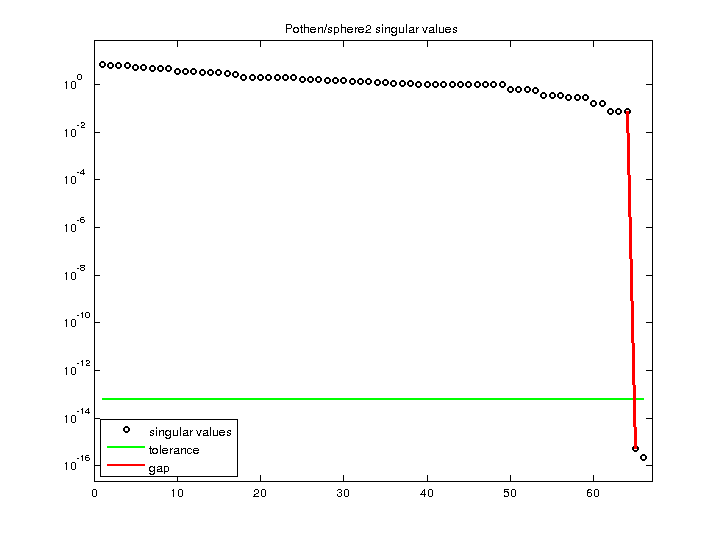 Pothen/sphere2 singular values
10^0
10^-2
10^-4
10^-6
10^-8
10^-10
10^-12
10^-14
10^-16
singular values
tolerance
gap
0 10 20 30 40 50 60